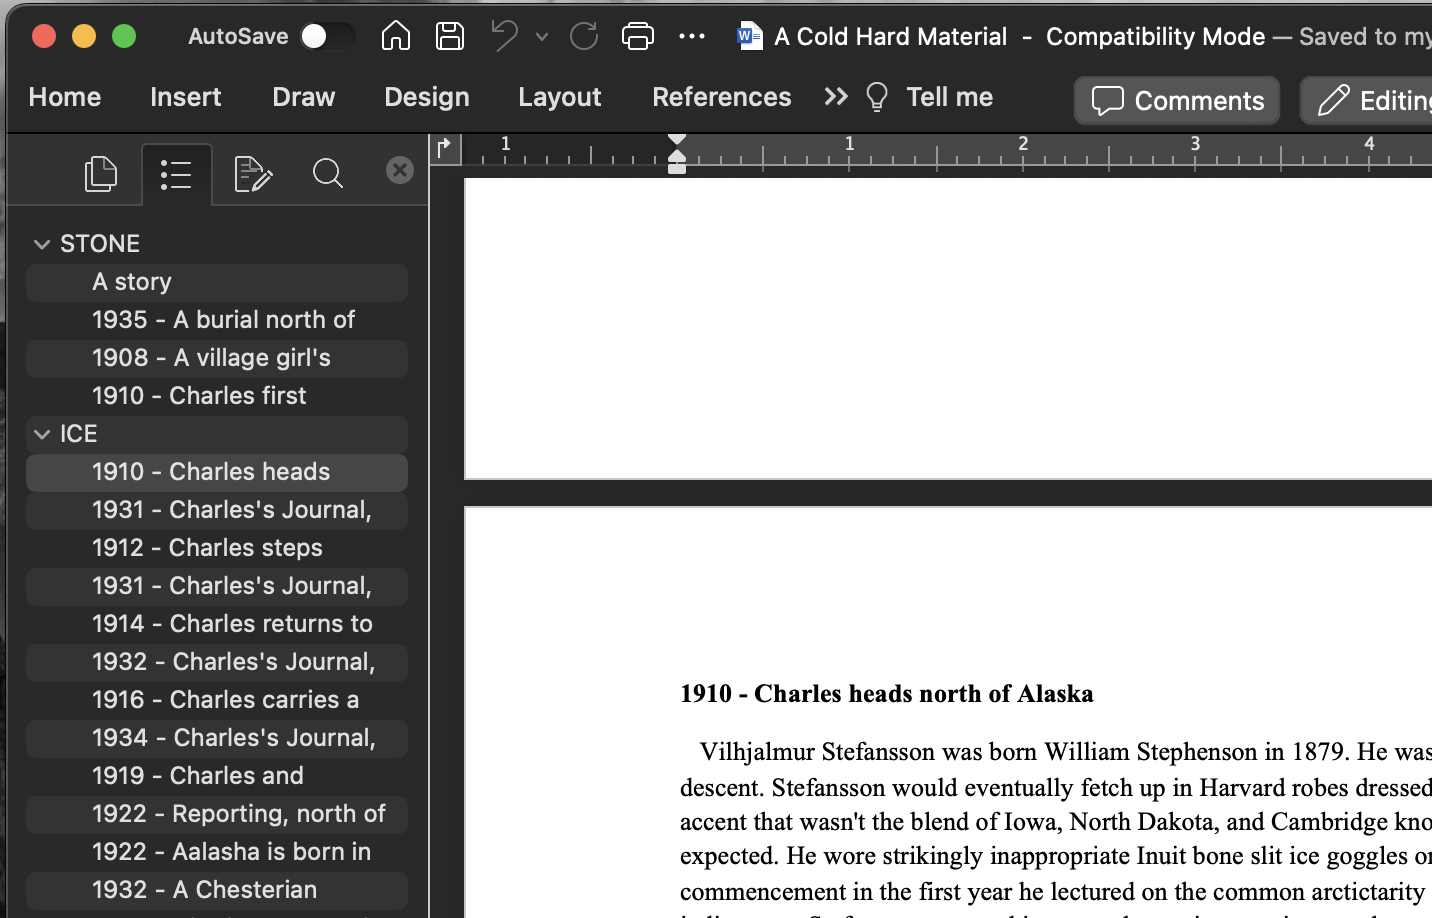 AutoSave
A Cold Hard Material - Compatibility Mode — Saved to my
Home Insert Draw Design Layout References Tell me
Comments
Editing
1 1 2 3 4
STONE
A story
1935 - A burial north of
1908 - A village girl's
1910 - Charles first
ICE
1910 - Charles heads
1931 - Charles's Journal,
1912 - Charles steps
1931 - Charles's Journal,
1914 - Charles returns to
1932 - Charles's Journal,
1916 - Charles carries a
1934 - Charles's Journal,
1919 - Charles and
1922 - Reporting, north of
1922 - Aalasha is born in
1932 - A Chesterian
1910 - Charles heads north of Alaska
Vilhjalmur Stefansson was born William Stephenson in 1879. He was
descent. Stefansson would eventually fetch up in Harvard robes dressed
accent that wasn't the blend of Iowa, North Dakota, and Cambridge kno
expected. He wore strikingly inappropriate Inuit bone slit ice goggles
commencement in the first year he lectured on the common arctictarity